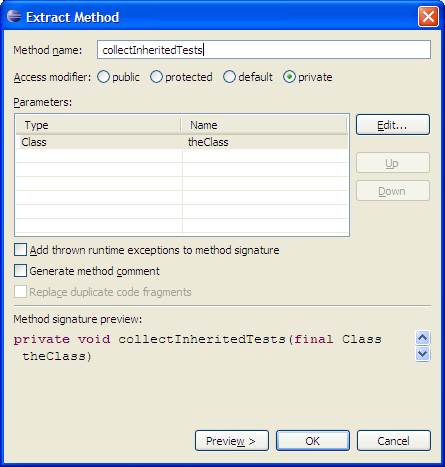 Extract Method
Method name: collectInheritedTests
Access modifier: public protected default private
Parameters:
Type Name
Class theClass
Edit...
Up
Down
Add thrown runtime exceptions to method signature
Generate method comment
Replace duplicate code fragments
Method signature preview:
private void collectInheritedTests(final Class
theClass)
Preview > OK Cancel